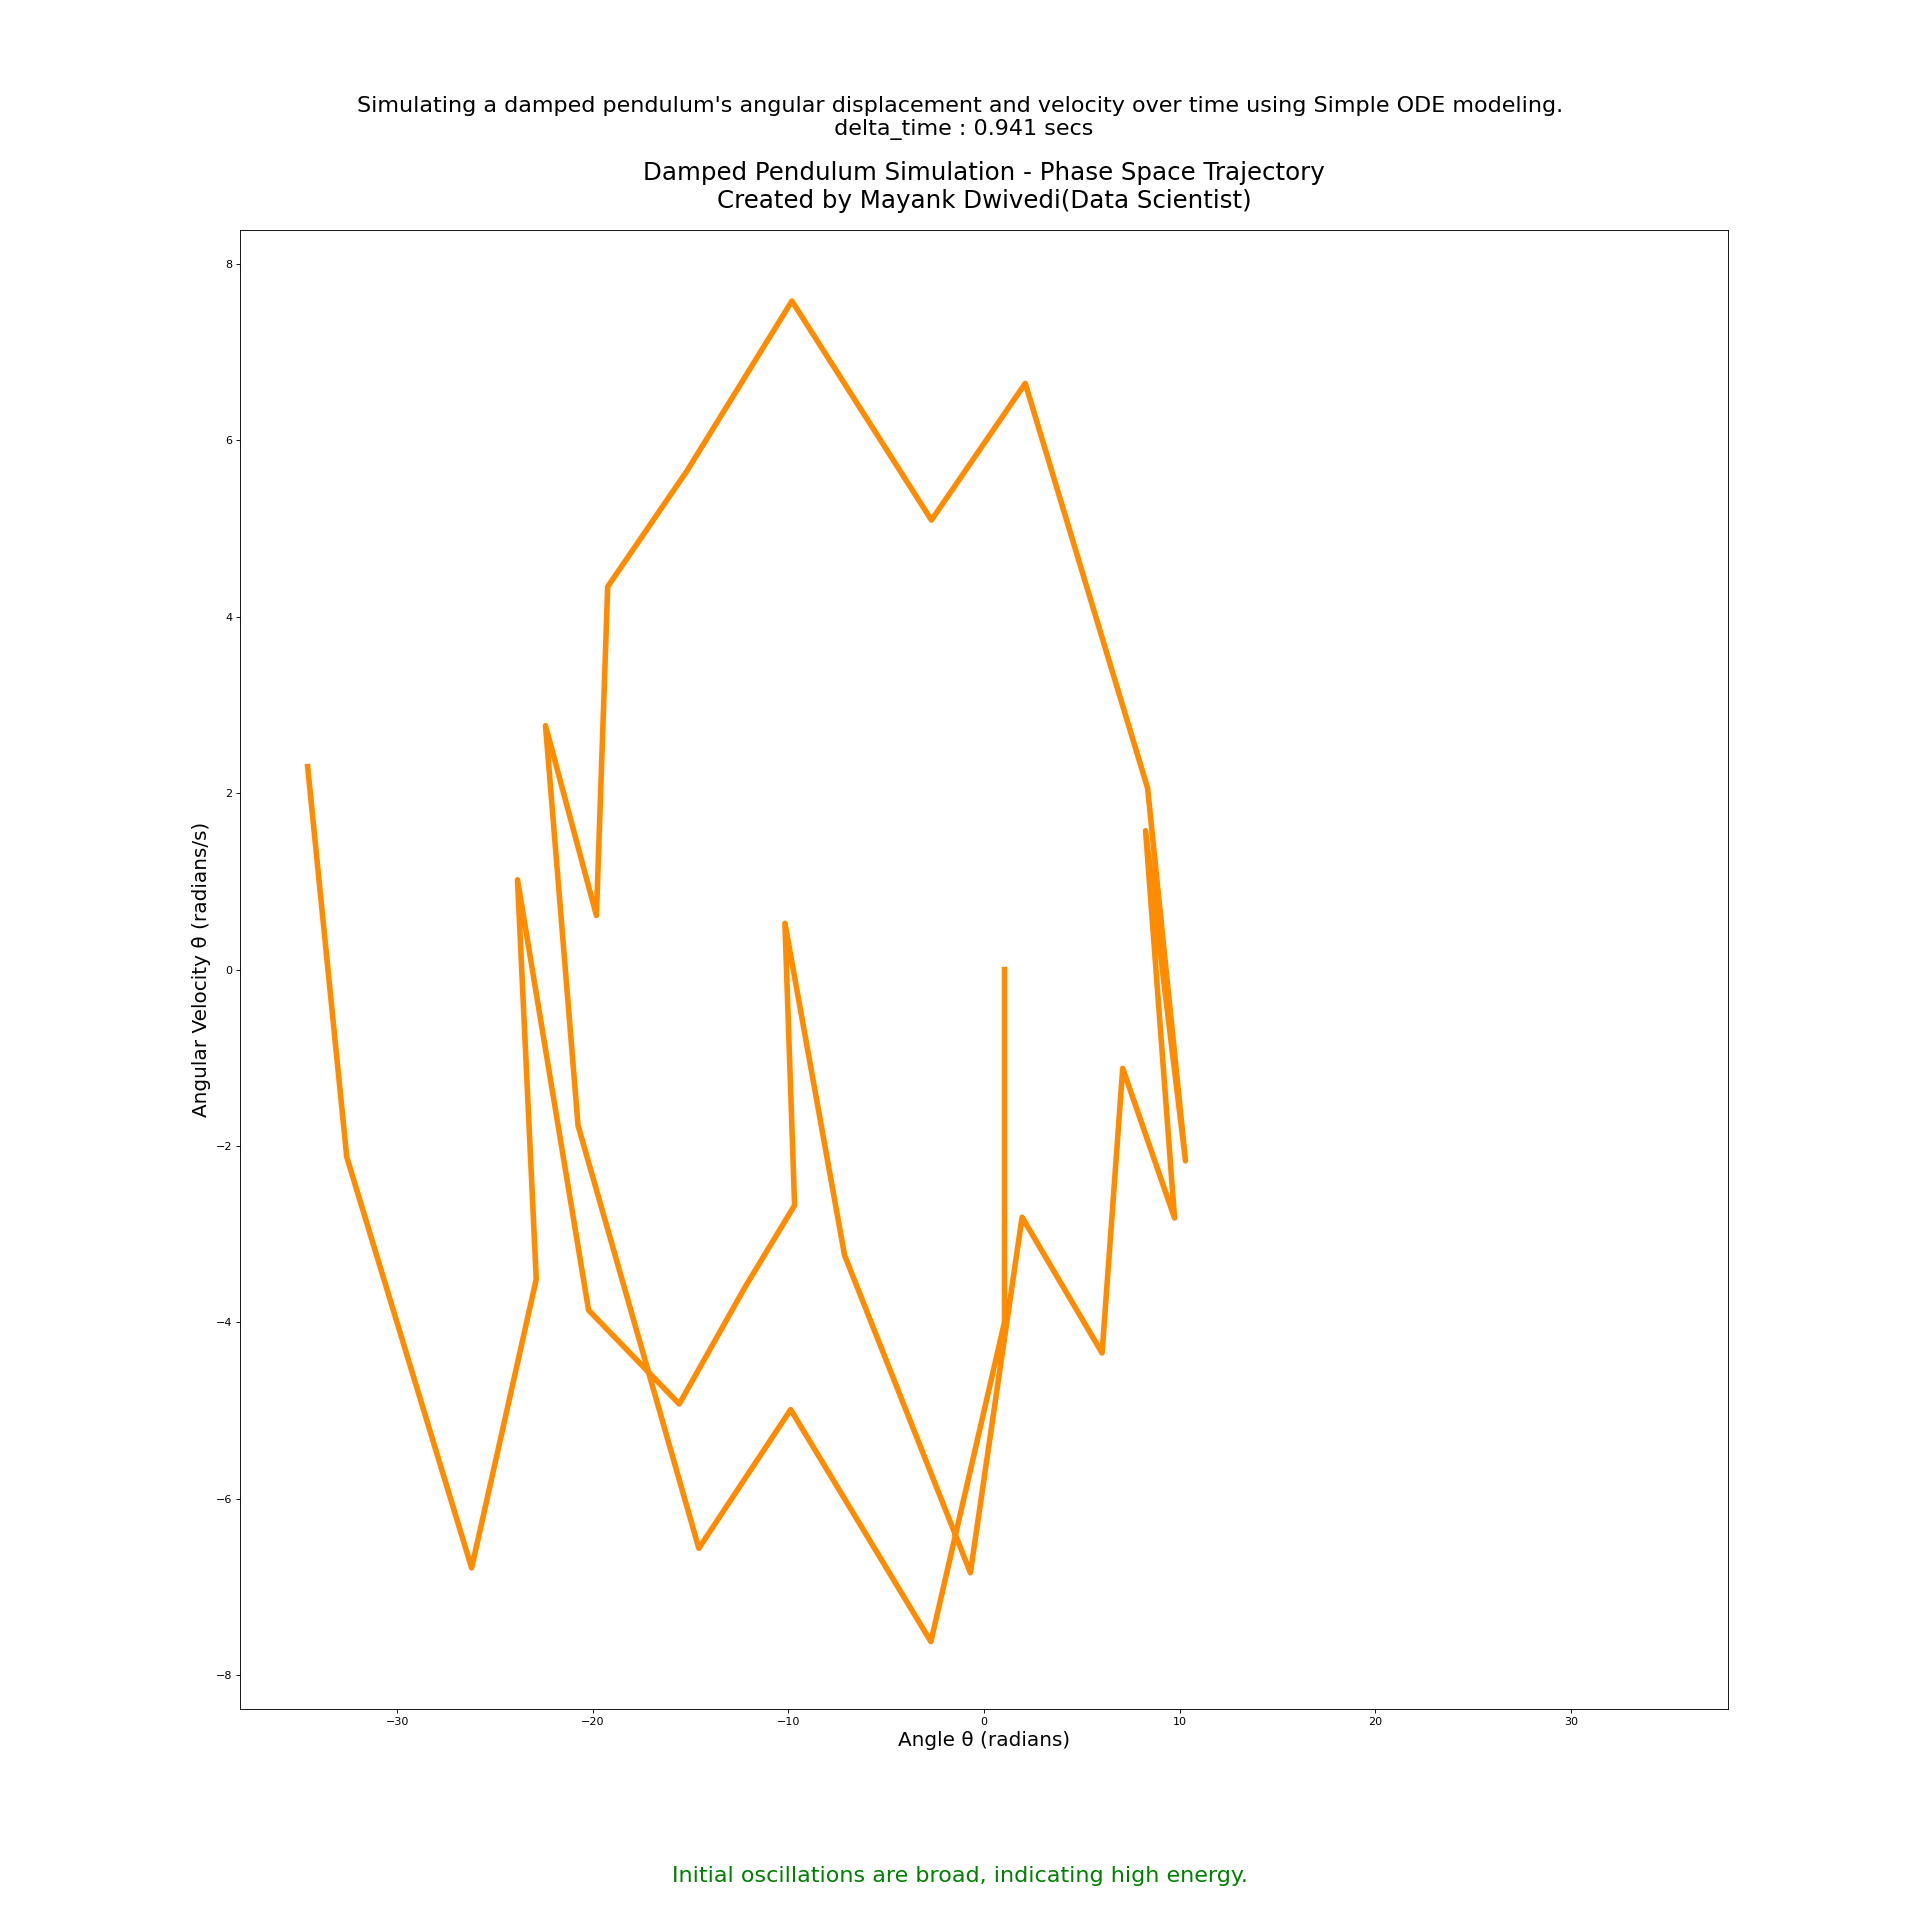 Simulating a damped pendulum's angular displacement and velocity over time using Simple ODE modeling.
delta_time : 0.941 secs
Damped Pendulum Simulation - Phase Space Trajectory
Created by Mayank Dwivedi(Data Scientist)
8
6
4
2
0
−2
−4
−6
−8
Angular Velocity θ (radians/s)
−30
−20
−10
0
10
20
30
Angle θ (radians)
Initial oscillations are broad, indicating high energy.